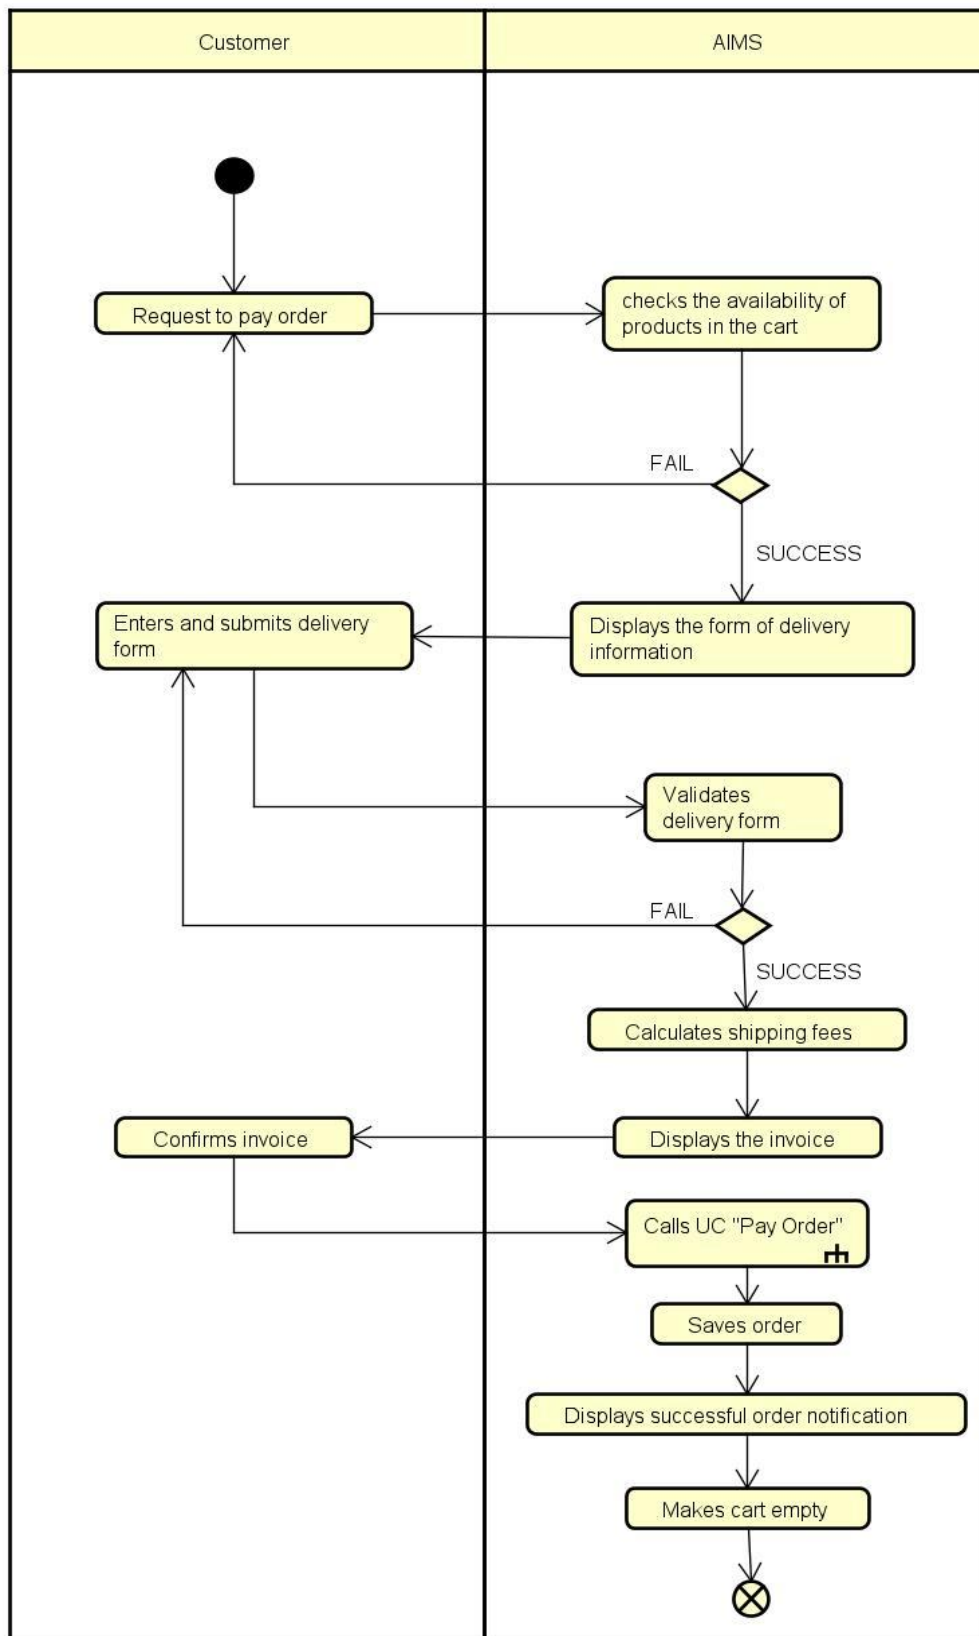 Customer
AIMS
Request to pay order
checks the availability of
products in the cart
FAIL
SUCCESS
Enters and submits delivery
form
Displays the form of delivery
information
Validates
delivery form
FAIL
SUCCESS
Calculates shipping fees
Confirms invoice
Displays the invoice
Calls UC "Pay Order"
Saves order
Displays successful order notification
Makes cart empty